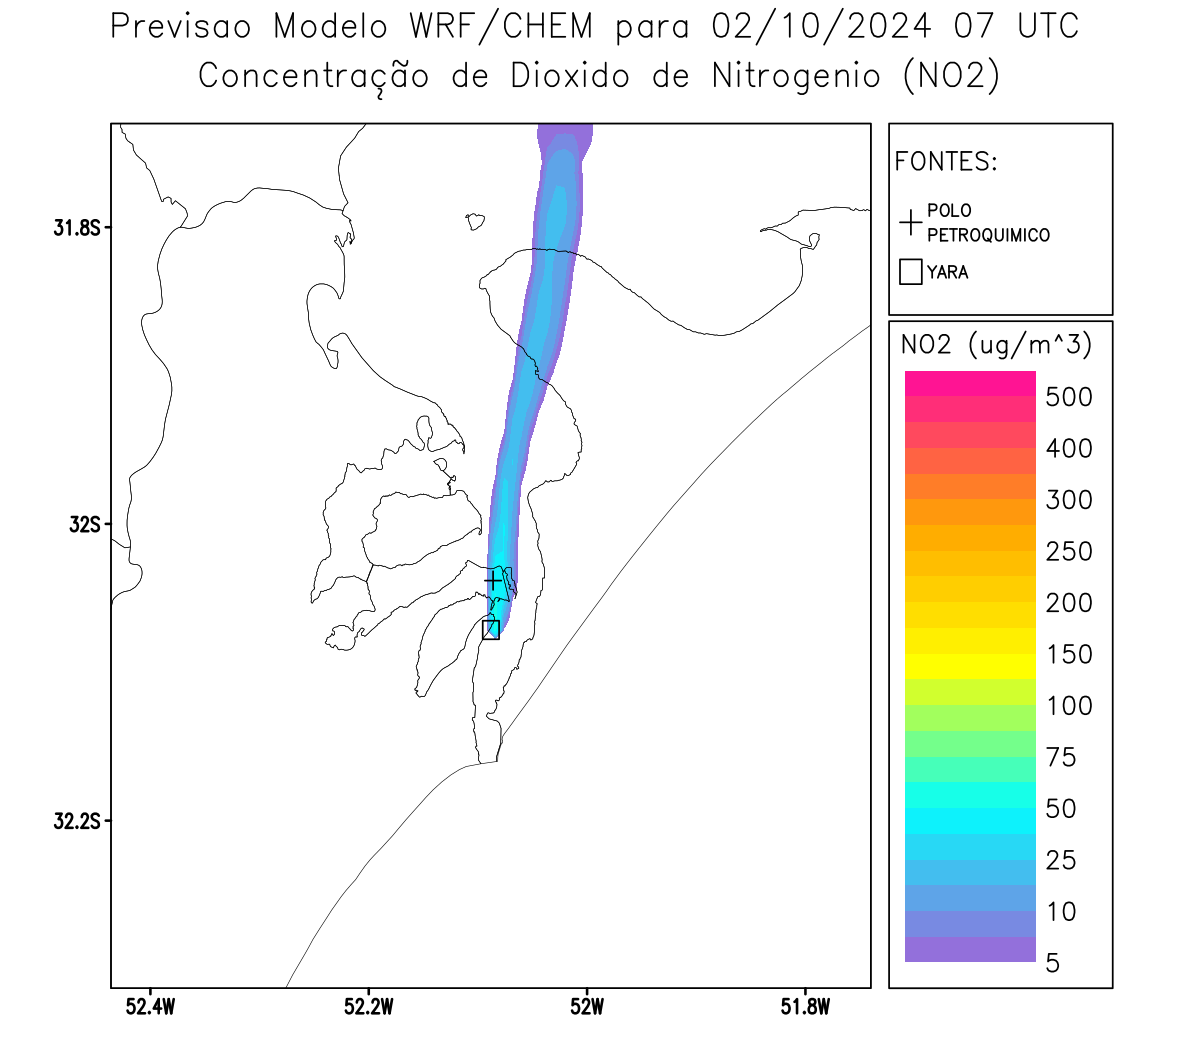 Previsao Modelo WRF/CHEM para 02/10/2024 07 UTC
Concentração de Dioxido de Nitrogenio (NO2)
FONTES:
POLO
PETROQUIMICO
YARA
NO2 (ug/m^3)
500
400
300
250
200
150
100
75
50
25
10
5
31.8S
32S
32.2S
52.4W
52.2W
52W
51.8W